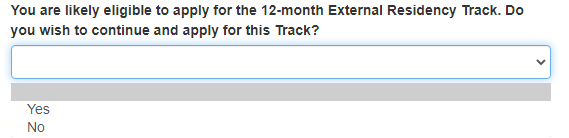 You are likely eligible to apply for the 12-month External Residency Track. Do
you wish to continue and apply for this Track?
Yes
No